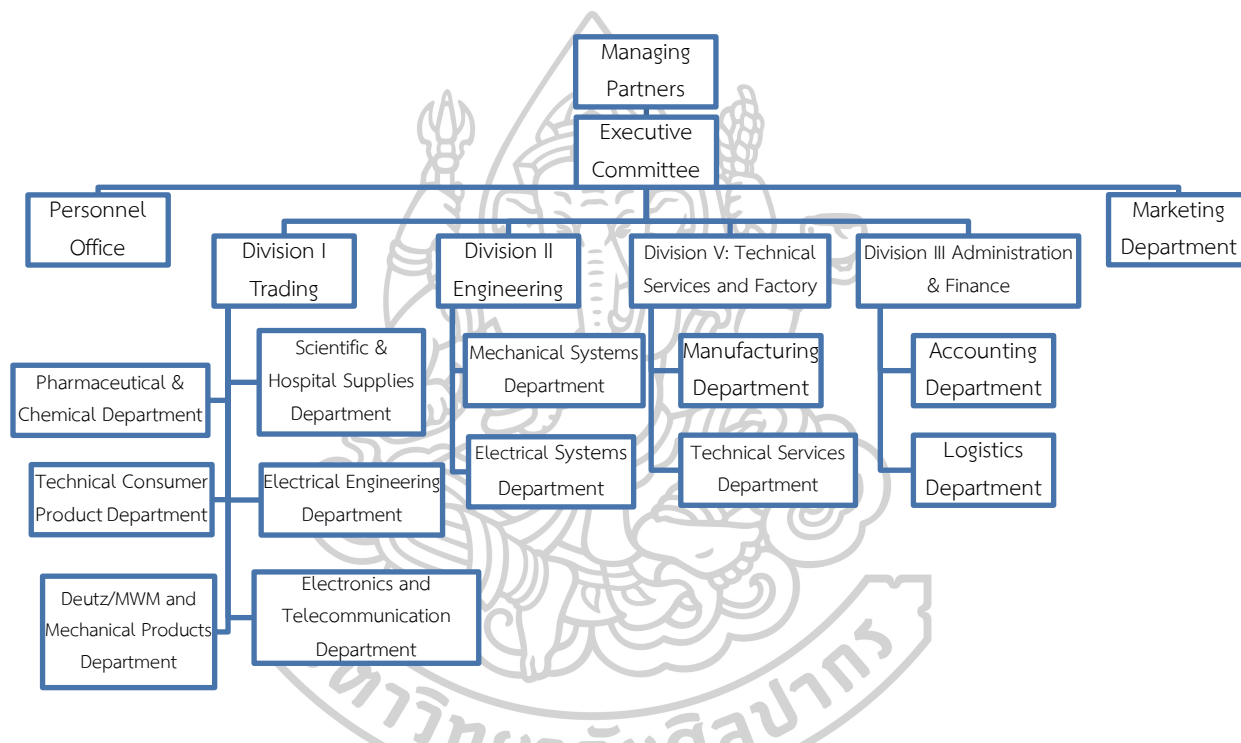 Managing
Partners
Executive
Committee
Personnel
Office
Marketing
Department
Division I
Trading
Division II
Engineering
Division V: Technical
Services and Factory
Division III Administration
& Finance
Pharmaceutical &
Chemical Department
Scientific &
Hospital Supplies
Department
Mechanical Systems
Department
Manufacturing
Department
Accounting
Department
Technical Consumer
Product Department
Electrical Engineering
Department
Electrical Systems
Department
Technical Services
Department
Logistics
Department
Deutz/MWM and
Mechanical Products
Department
Electronics and
Telecommunication
Department